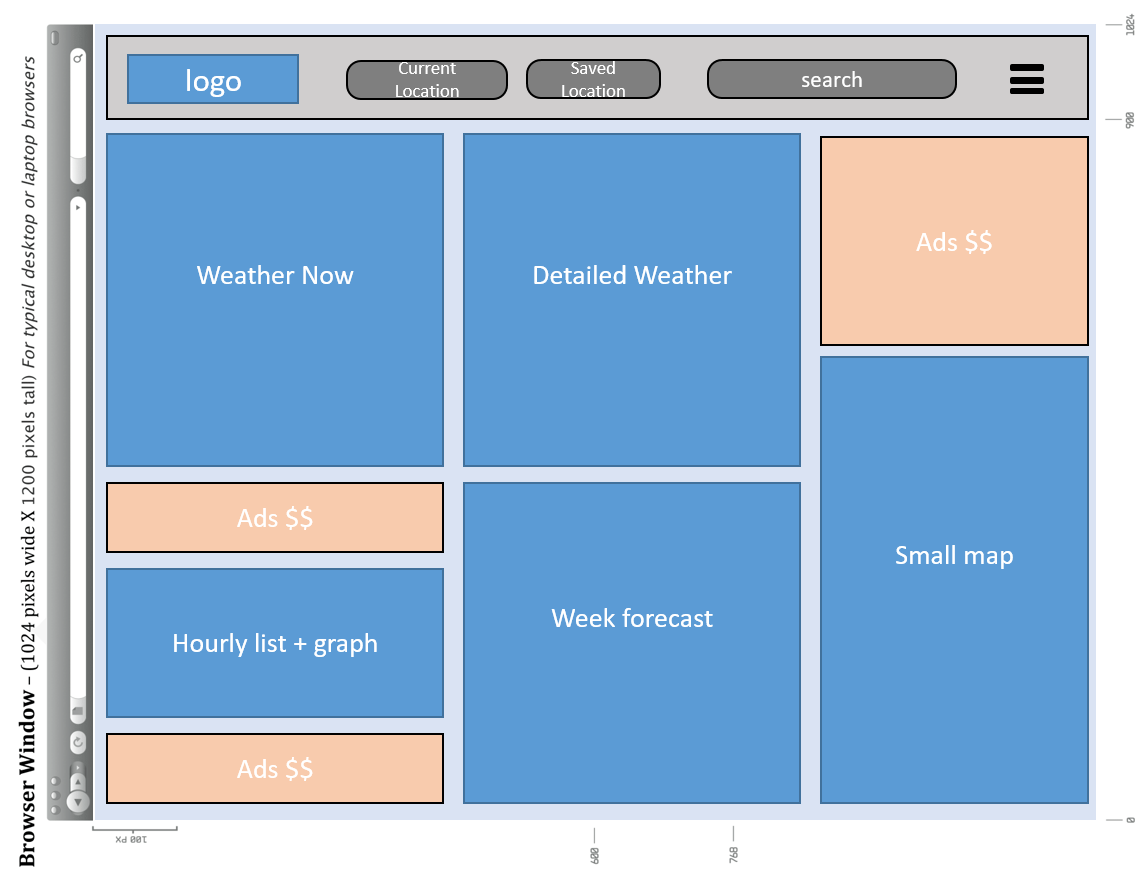 Browser Window – (1024 pixels wide X 1200 pixels tall) For typical desktop or laptop browsers
logo
Current
Location
Saved
Location
search
Weather Now
Detailed Weather
Ads $$
Ads $$
Hourly list + graph
Ads $$
Week forecast
Small map
1024
900
0
100 PX
600
768